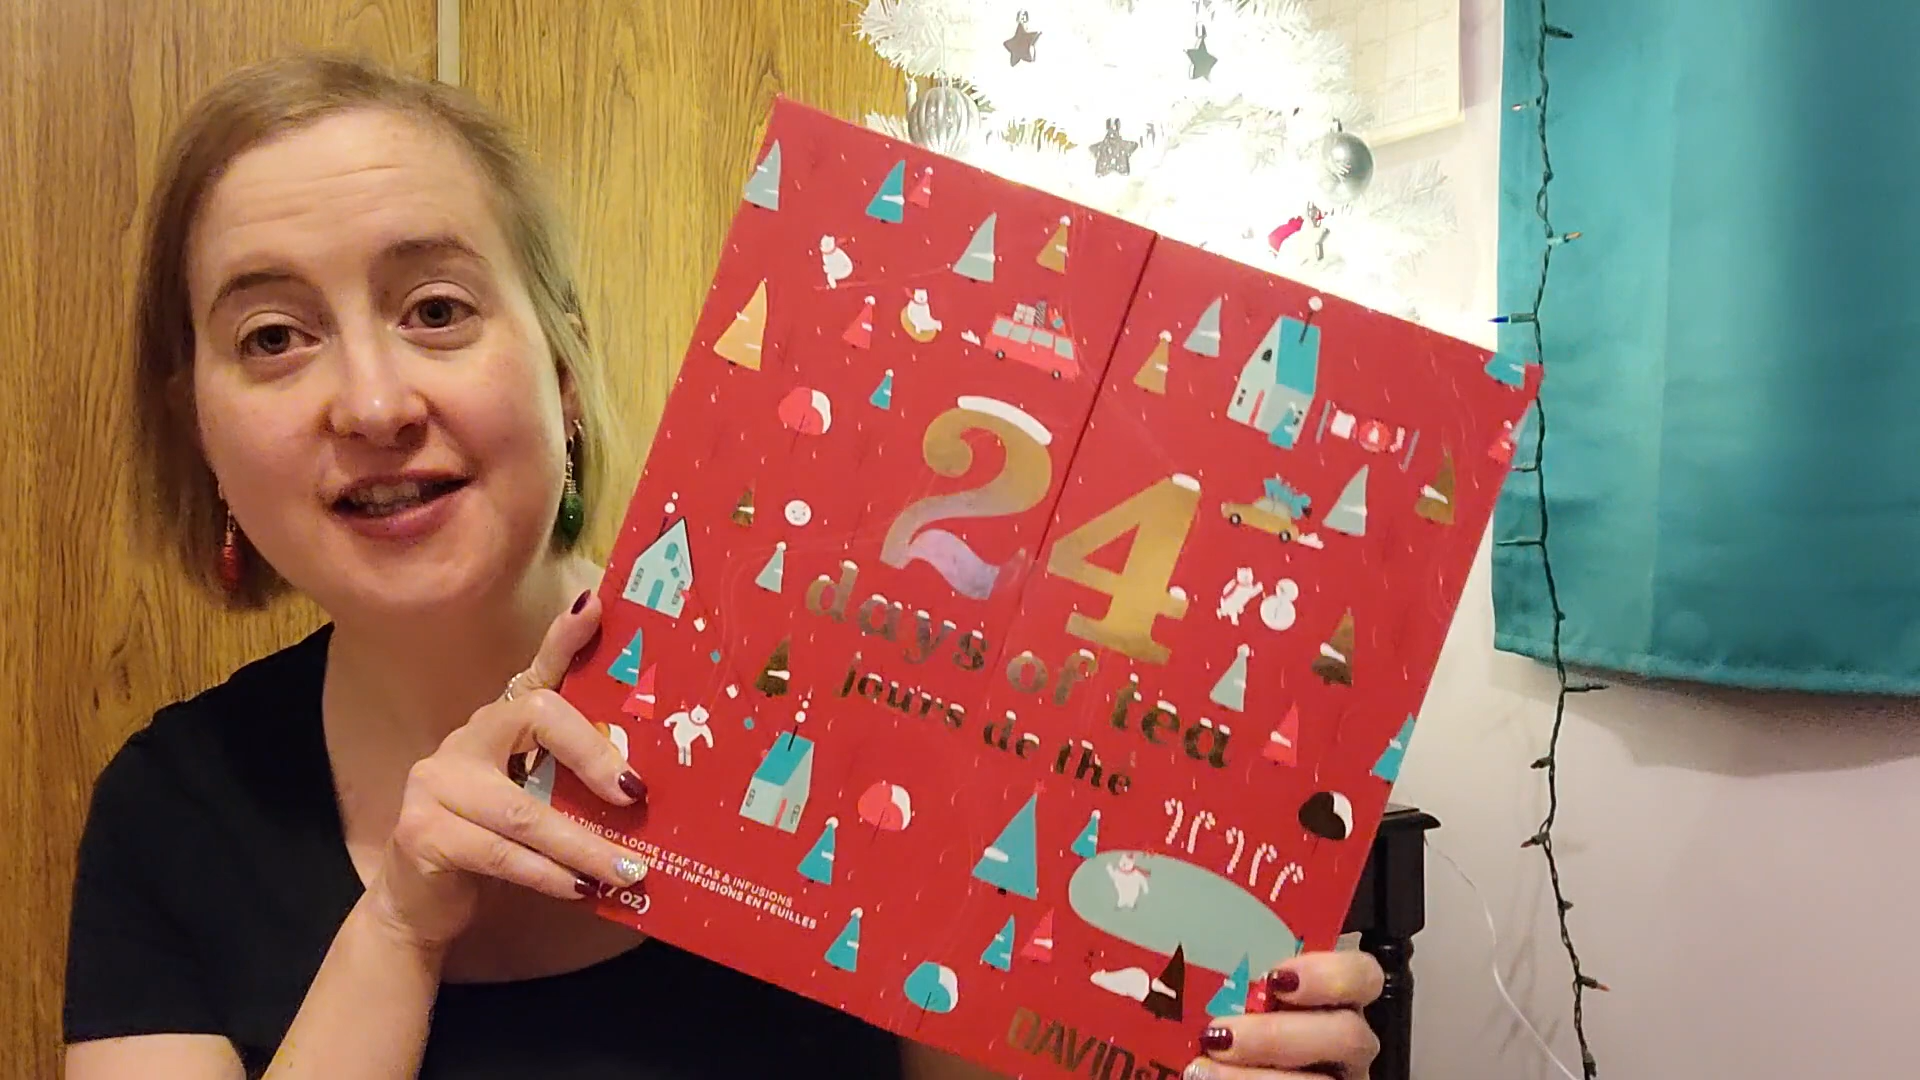 24
days of tea
jours de thé
24 TINS OF LOOSE LEAF TEAS & INFUSIONS
ET INFUSIONS EN FEUILLES
OZ)
DAVIDsT